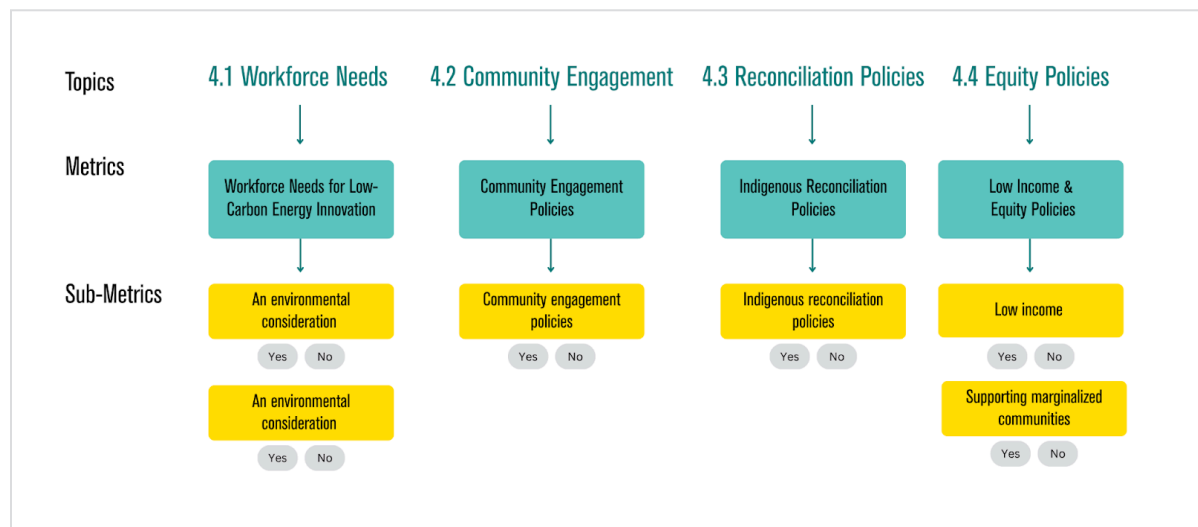 Topics
4.1 Workforce Needs
4.2 Community Engagement
4.3 Reconciliation Policies
4.4 Equity Policies
Metrics
Workforce Needs for Low-
Carbon Energy Innovation
Community Engagement
Policies
Indigenous Reconciliation
Policies
Low Income &
Equity Policies
Sub-Metrics
An environmental
consideration
Yes No
Community engagement
policies
Yes No
Indigenous reconciliation
policies
Yes No
Low income
Yes No
An environmental
consideration
Yes No
Supporting marginalized
communities
Yes No